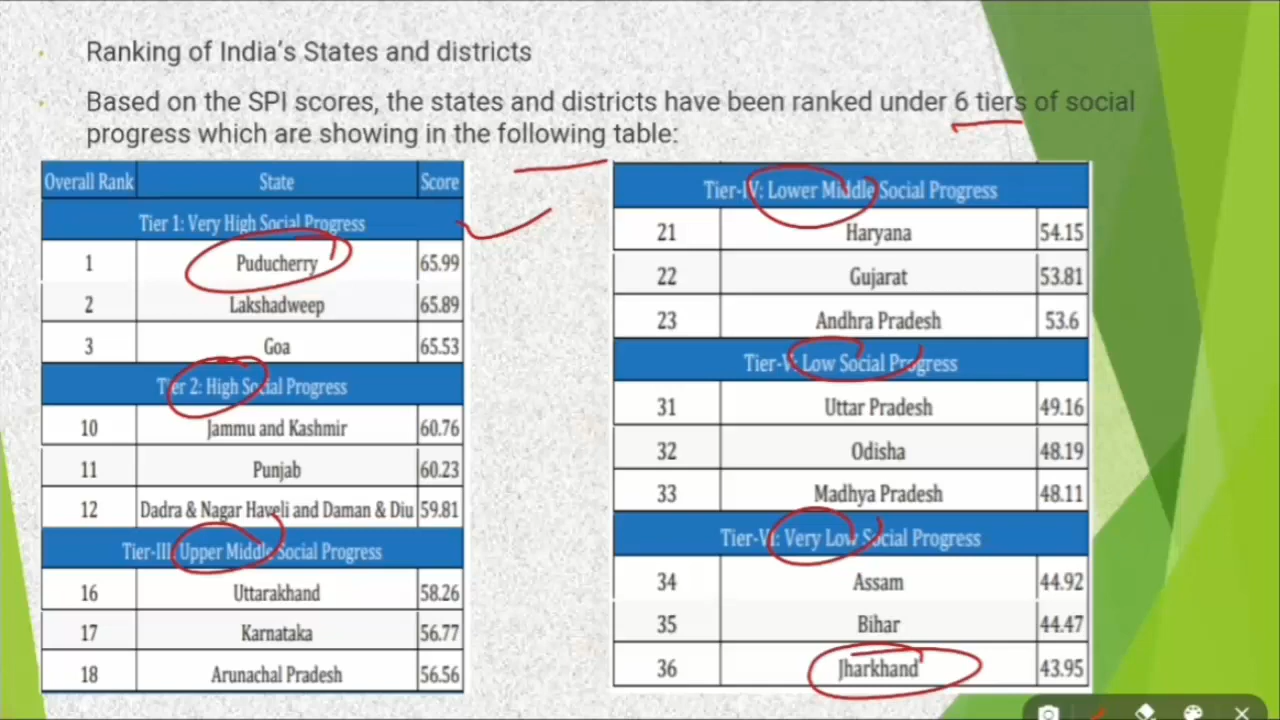 Ranking of India's States and districts
Based on the SPI scores, the states and districts have been ranked under 6 tiers of social
progress which are showing in the following table:
Overall Rank State Score
Tier 1: Very High Social Progress
1 Puducherry 65.99
2 Lakshadweep 65.89
3 Goa 65.53
Tier 2: High Social Progress
10 Jammu and Kashmir 60.76
11 Punjab 60.23
12 Dadra & Nagar Haveli and Daman & Diu 59.81
Tier-III: Upper Middle Social Progress
16 Uttarakhand 58.26
17 Karnataka 56.77
18 Arunachal Pradesh 56.56
Tier-IV: Lower Middle Social Progress
21 Haryana 54.15
22 Gujarat 53.81
23 Andhra Pradesh 53.6
Tier-V: Low Social Progress
31 Uttar Pradesh 49.16
32 Odisha 48.19
33 Madhya Pradesh 48.11
Tier-VI: Very Low Social Progress
34 Assam 44.92
35 Bihar 44.47
36 Jharkhand 43.95